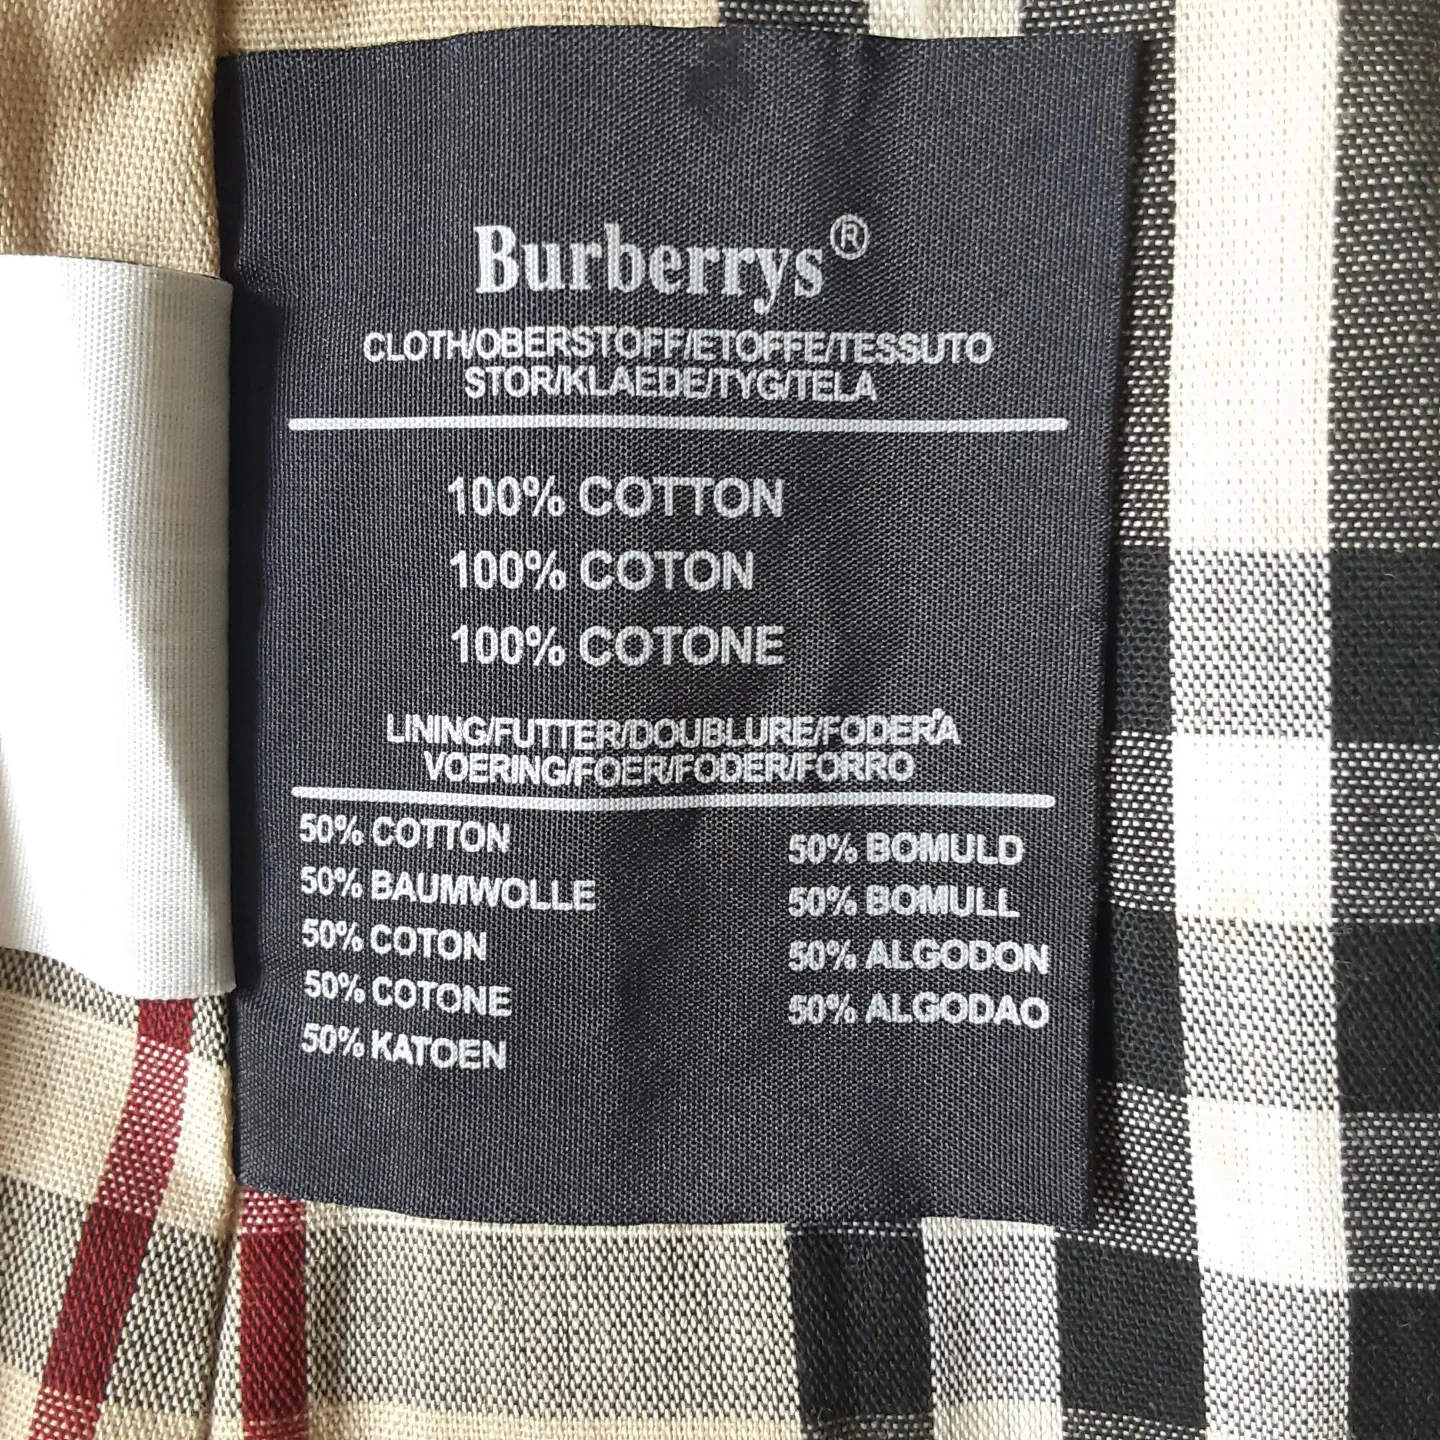 Burberrys®
CLOTH/OBERSTOFF/ETOFFE/TESSUTO
STOR/KLAEDE/TYG/TELA
100% COTTON
100% COTON
100% COTONE
LINING/FUTTER/DOUBLURE/FODER'A
VOERING/FOER/FODER/FORRO
50% COTTON
50% BAUMWOLLE
50% COTON
50% COTONE
50% KATOEN
50% BOMULD
50% BOMULL
50% ALGODON
50% ALGODAO